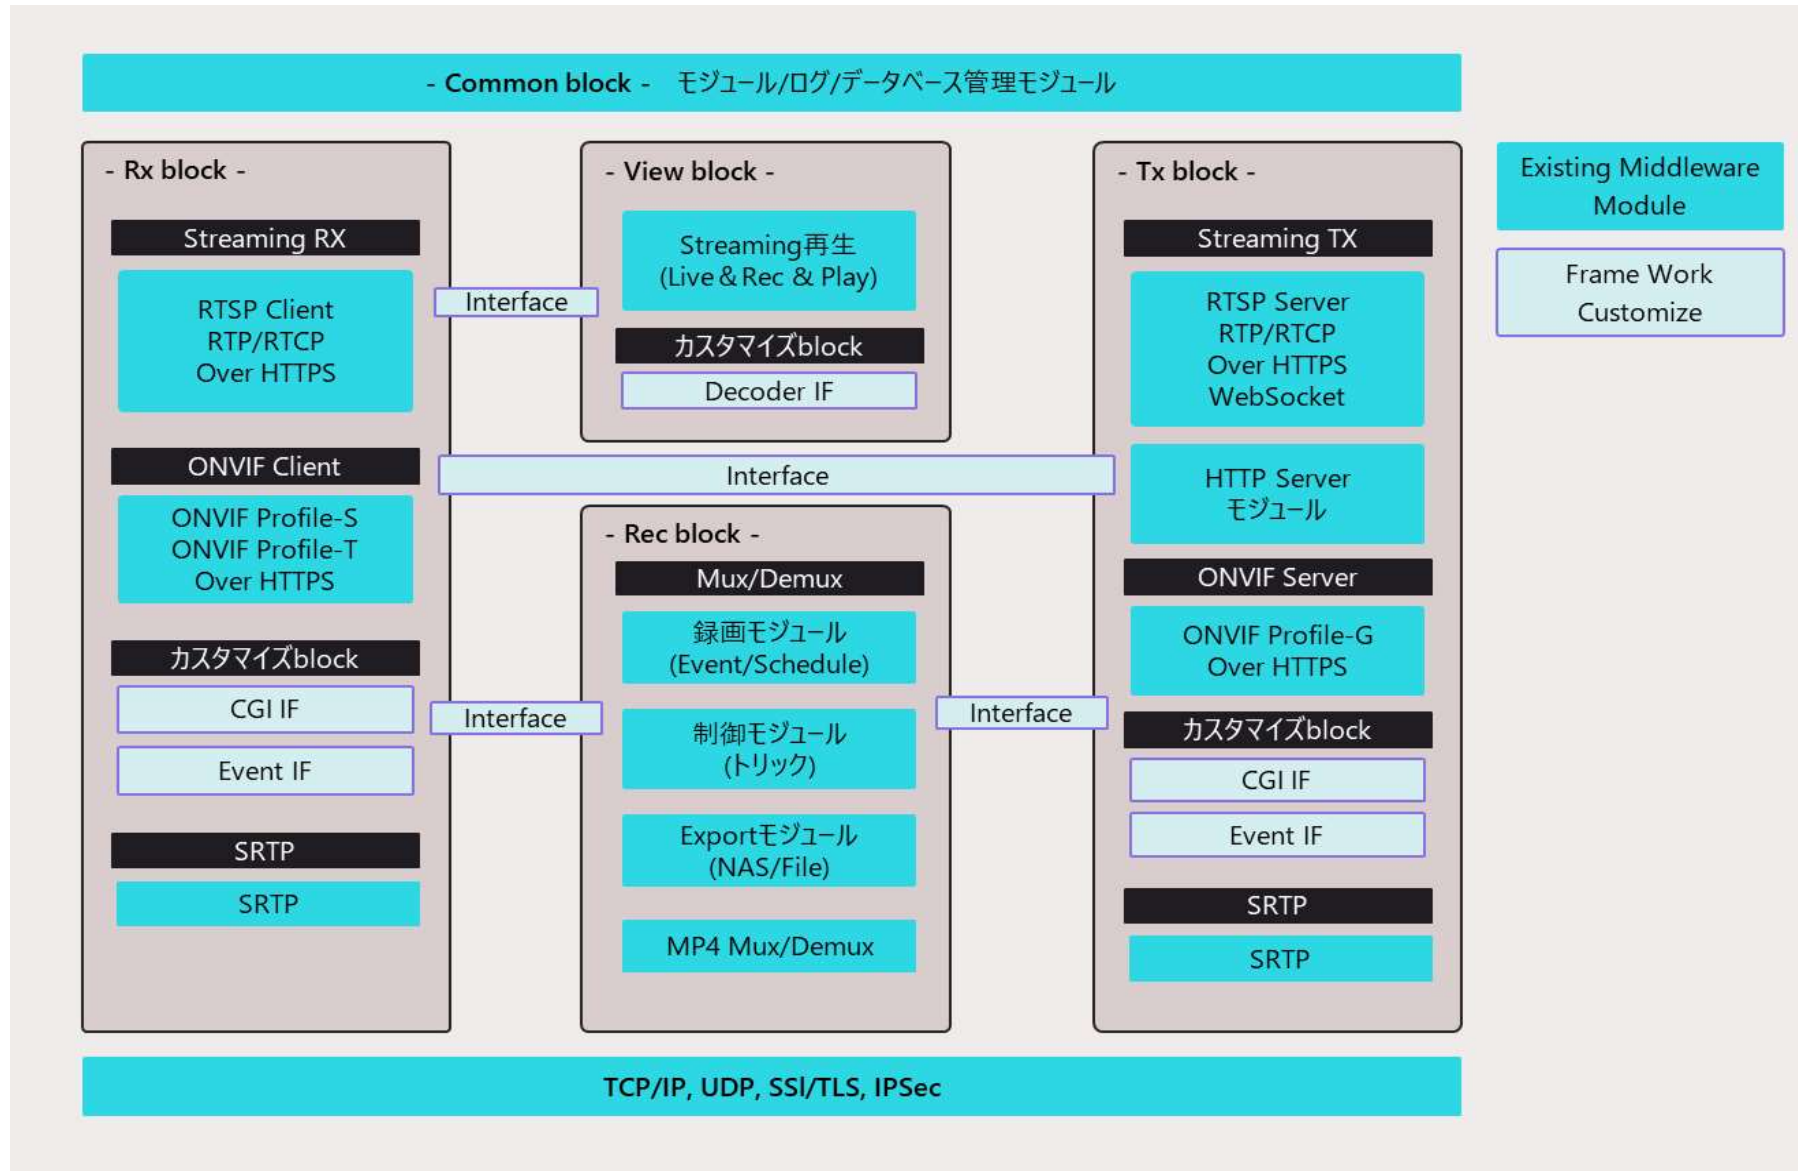 - Common block -　モジュール/ログ/データベース管理モジュール
- Rx block -
Streaming RX
RTSP Client
RTP/RTCP
Over HTTPS
ONVIF Client
ONVIF Profile-S
ONVIF Profile-T
Over HTTPS
カスタマイズblock
CGI IF
Event IF
SRTP
SRTP
Interface
Interface
Interface
- View block -
Streaming再生
(Live＆Rec & Play)
カスタマイズblock
Decoder IF
- Rec block -
Mux/Demux
録画モジュール
(Event/Schedule)
制御モジュール
(トリック)
Exportモジュール
(NAS/File)
MP4 Mux/Demux
Interface
- Tx block -
Streaming TX
RTSP Server
RTP/RTCP
Over HTTPS
WebSocket
HTTP Server
モジュール
ONVIF Server
ONVIF Profile-G
Over HTTPS
カスタマイズblock
CGI IF
Event IF
SRTP
SRTP
Existing Middleware
Module
Frame Work
Customize
TCP/IP, UDP, SSl/TLS, IPSec